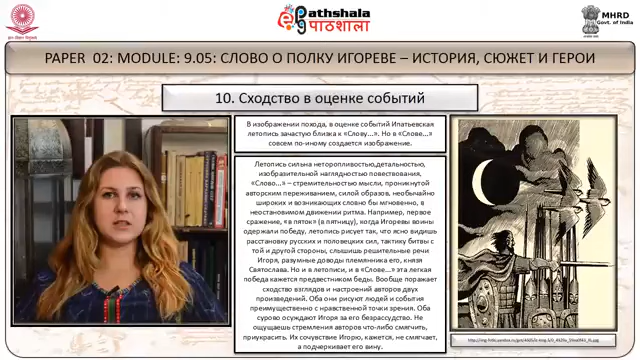 ePathshala
पाठशाला
MHRD
Govt. of India
PAPER 02: MODULE: 9.05: СЛОВО О ПОЛКУ ИГОРЕВЕ – ИСТОРИЯ, СЮЖЕТ И ГЕРОИ
10. Сходство в оценке событий
В изображении похода, в оценке событий Ипатьевская
летопись зачастую близка к «Слову...». Но в «Слове...»
совсем по-иному создается изображение.
Летопись сильна неторопливостью,детальностью,
изобразительной наглядностью повествования,
«Слово...» – стремительностью мысли, проникнутой
авторским переживанием, силой образов, необычайно
широких и возникающих словно бы мгновенно, в
неостановимом движении ритма. Например, первое
сражение, «в пяток» (в пятницу), когда Игоревы воины
одержали победу, летопись рисует так, что ясно видишь
расстановку русских и половецких сил, тактику битвы с
той и другой стороны, слышишь решительные речи
Игоря, разумные доводы племянника его, князя
Святослава. Но и в летописи, и в «Слове...» эта легкая
победа кажется предвестником беды. Вообще поражает
сходство взглядов и настроений авторов двух
произведений. Оба они рисуют людей и события
преимущественно с нравственной точки зрения. Оба
сурово осуждают Игоря за его безрассудство. Не
ощущаешь стремления авторов что-либо смягчить,
приукрасить. Их сочувствие Игорю, кажется, не смягчает,
а подчеркивает его вину.